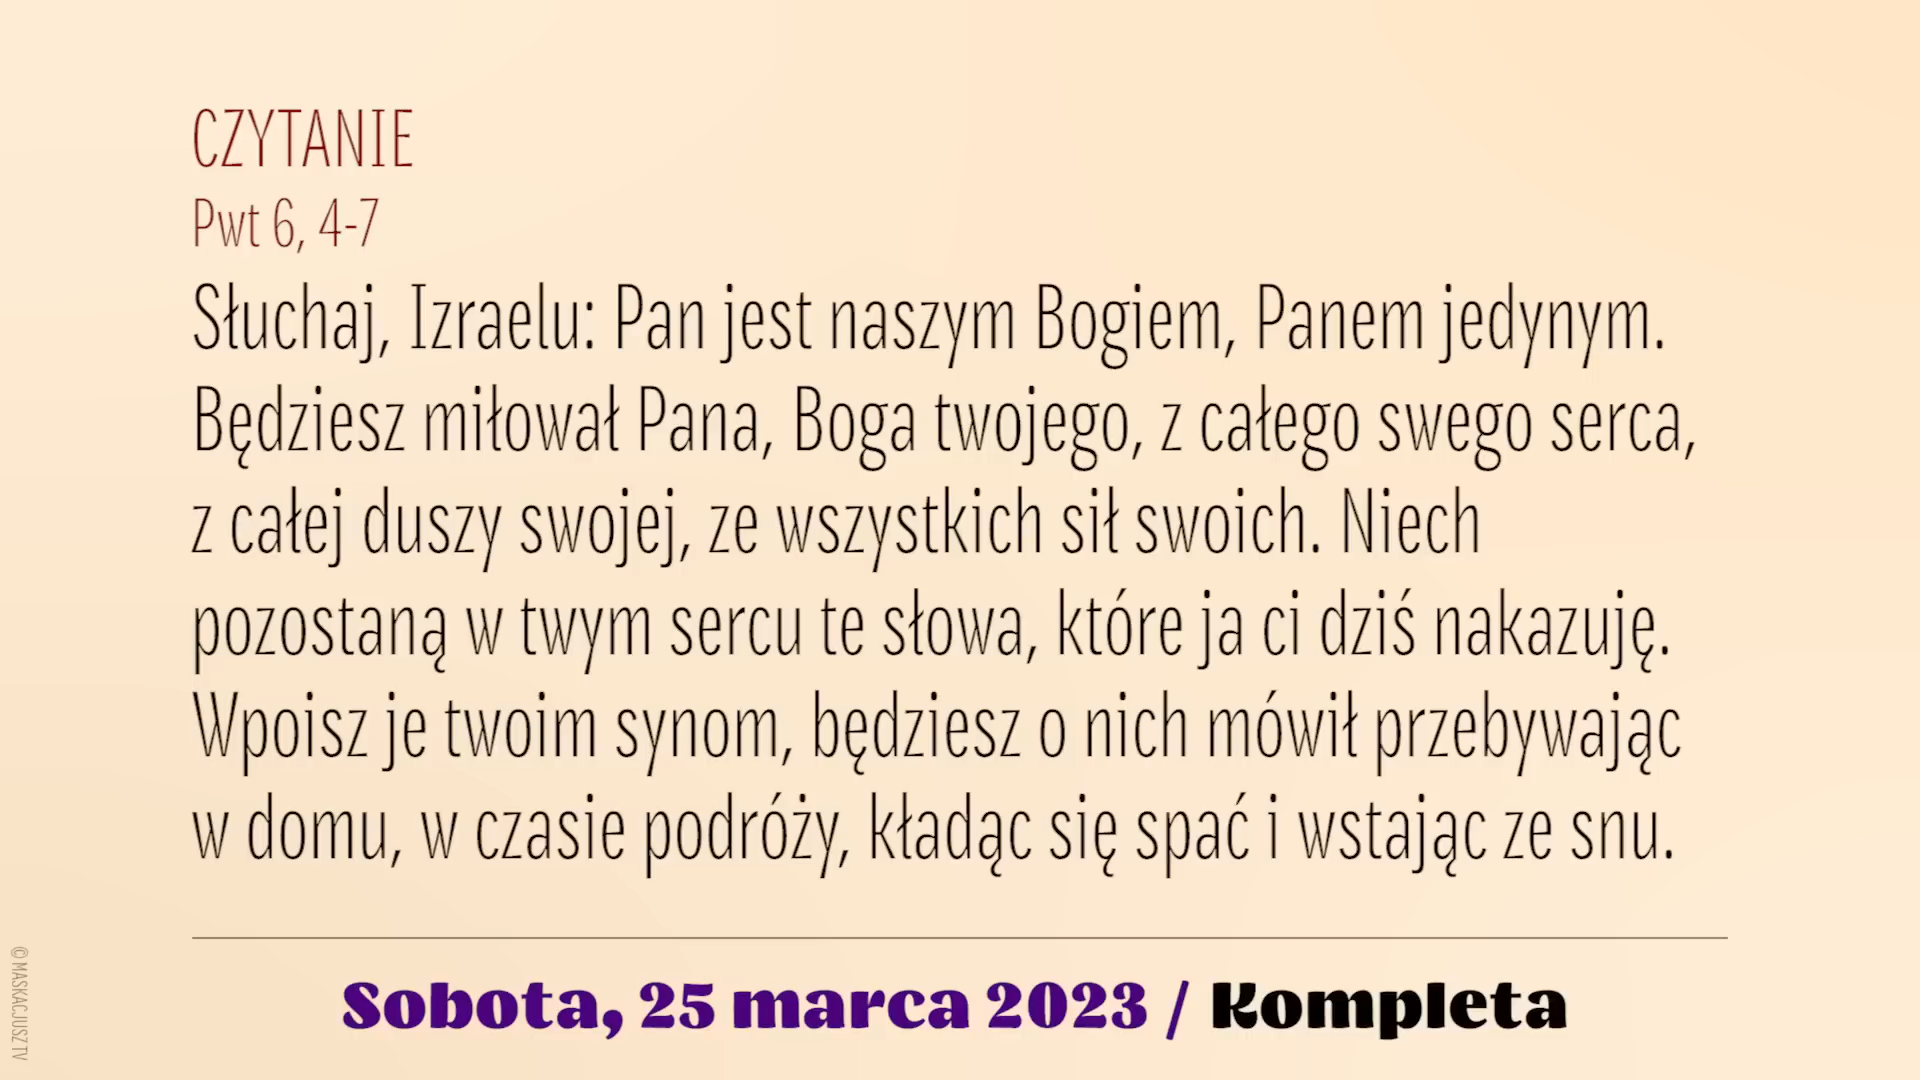 CZYTANIE
Pwt 6, 4-7
Słuchaj, Izraelu: Pan jest naszym Bogiem, Panem jedynym.
Będziesz miłował Pana, Boga twojego, z całego swego serca,
z całej duszy swojej, ze wszystkich sił swoich. Niech
pozostaną w twym sercu te słowa, które ja ci dziś nakazuję.
Wpoisz je twoim synom, będziesz o nich mówił przebywając
w domu, w czasie podróży, kładąc się spać i wstając ze snu.
Sobota, 25 marca 2023 / Kompleta
© MASKACJUSZ TV